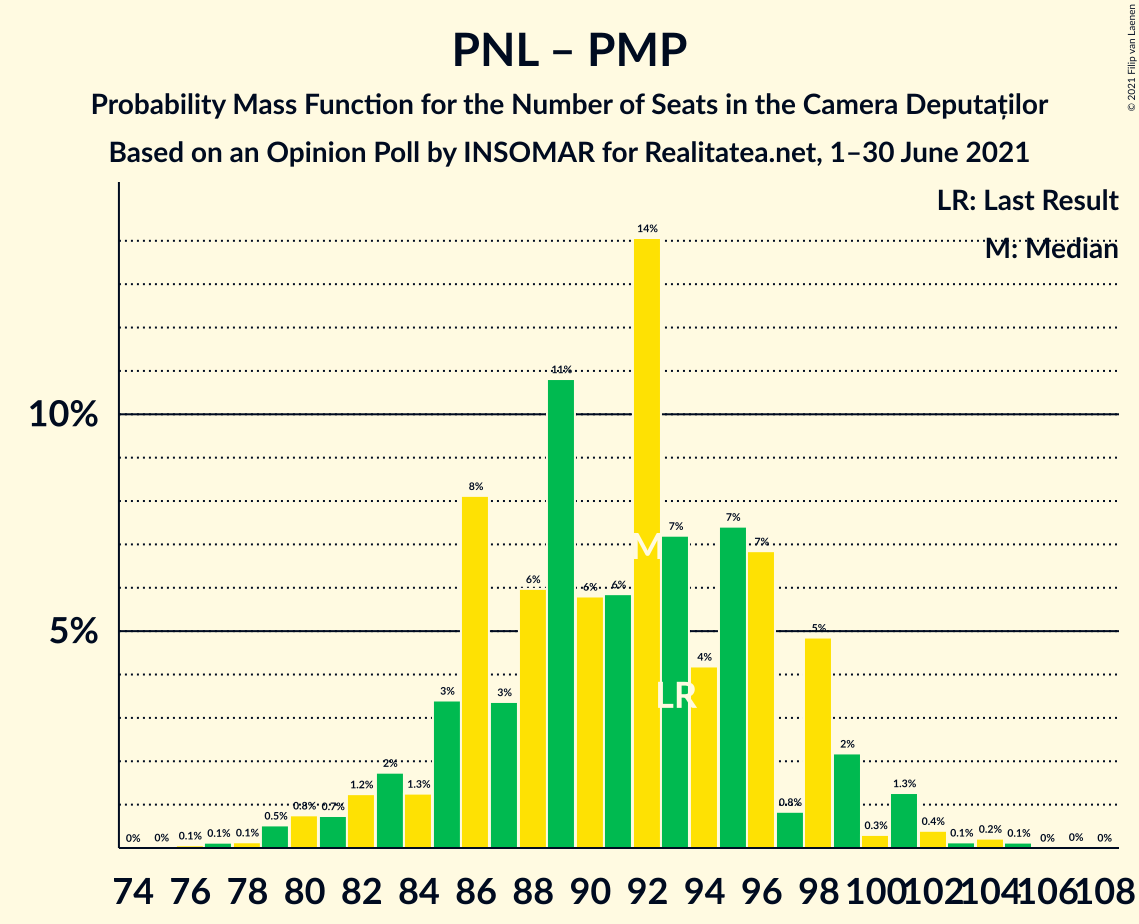 PNL – PMP
Probability Mass Function for the Number of Seats in the Camera Deputaților
Based on an Opinion Poll by INSOMAR for Realitatea.net, 1–30 June 2021
© 2021 Filip van Laenen
LR: Last Result
M: Median
10%
5%
0% 0% 0.1% 0.1% 0.1% 0.5% 0.8% 0.7% 1.2% 2% 1.3% 3% 8% 3% 6% 11% 6% 6% 14% 7% 4% 7% 7% 0.8% 5% 2% 0.3% 1.3% 0.4% 0.1% 0.2% 0.1% 0% 0% 0%
M
LR
74 76 78 80 82 84 86 88 90 92 94 96 98 100 102 104 106 108